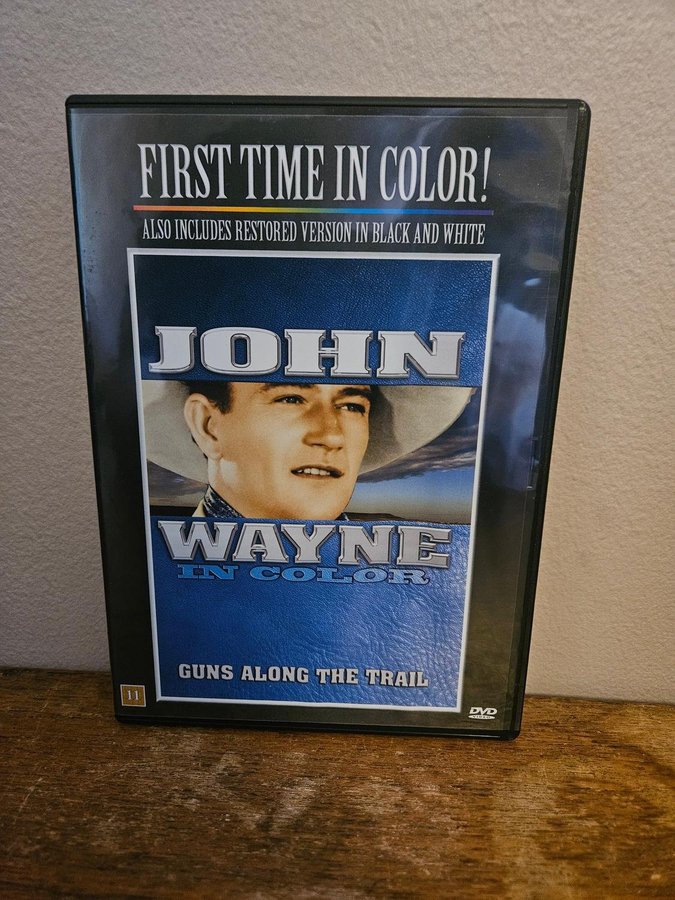 FIRST TIME IN COLOR!
ALSO INCLUDES RESTORED VERSION IN BLACK AND WHITE
JOHN
WAYNE
IN COLOR
GUNS ALONG THE TRAIL
11
DVD
VIDEO